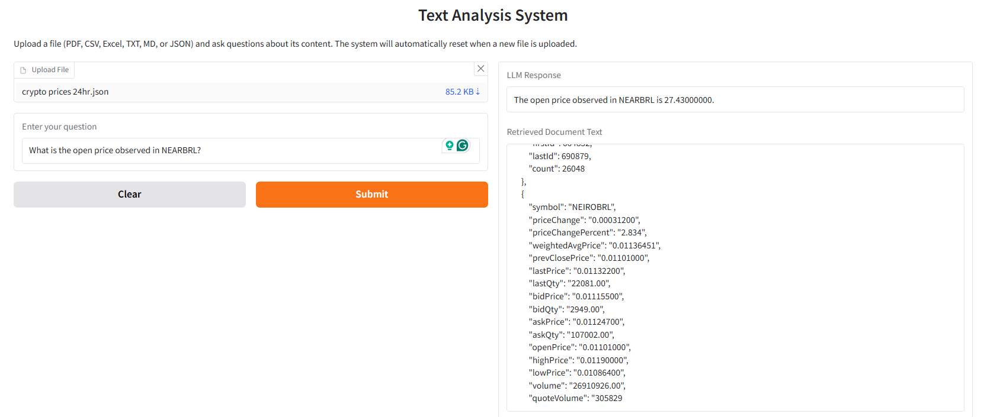 Text Analysis System
Upload a file (PDF, CSV, Excel, TXT, MD, or JSON) and ask questions about its content. The system will automatically reset when a new file is uploaded.
Upload File
crypto prices 24hr.json
85.2 KB ↓
Enter your question
What is the open price observed in NEARBRL?
Clear
Submit
LLM Response
The open price observed in NEARBRL is 27.43000000.
Retrieved Document Text
"lastId": 690879,
"count": 26048
},
{
"symbol": "NEIROBRL",
"priceChange": "0.00031200",
"priceChangePercent": "2.834",
"weightedAvgPrice": "0.01136451",
"prevClosePrice": "0.01101000",
"lastPrice": "0.01132200",
"lastQty": "22081.00",
"bidPrice": "0.01115500",
"bidQty": "2949.00",
"askPrice": "0.01124700",
"askQty": "107002.00",
"openPrice": "0.01101000",
"highPrice": "0.01190000",
"lowPrice": "0.01086400",
"volume": "26910926.00",
"quoteVolume": "305829